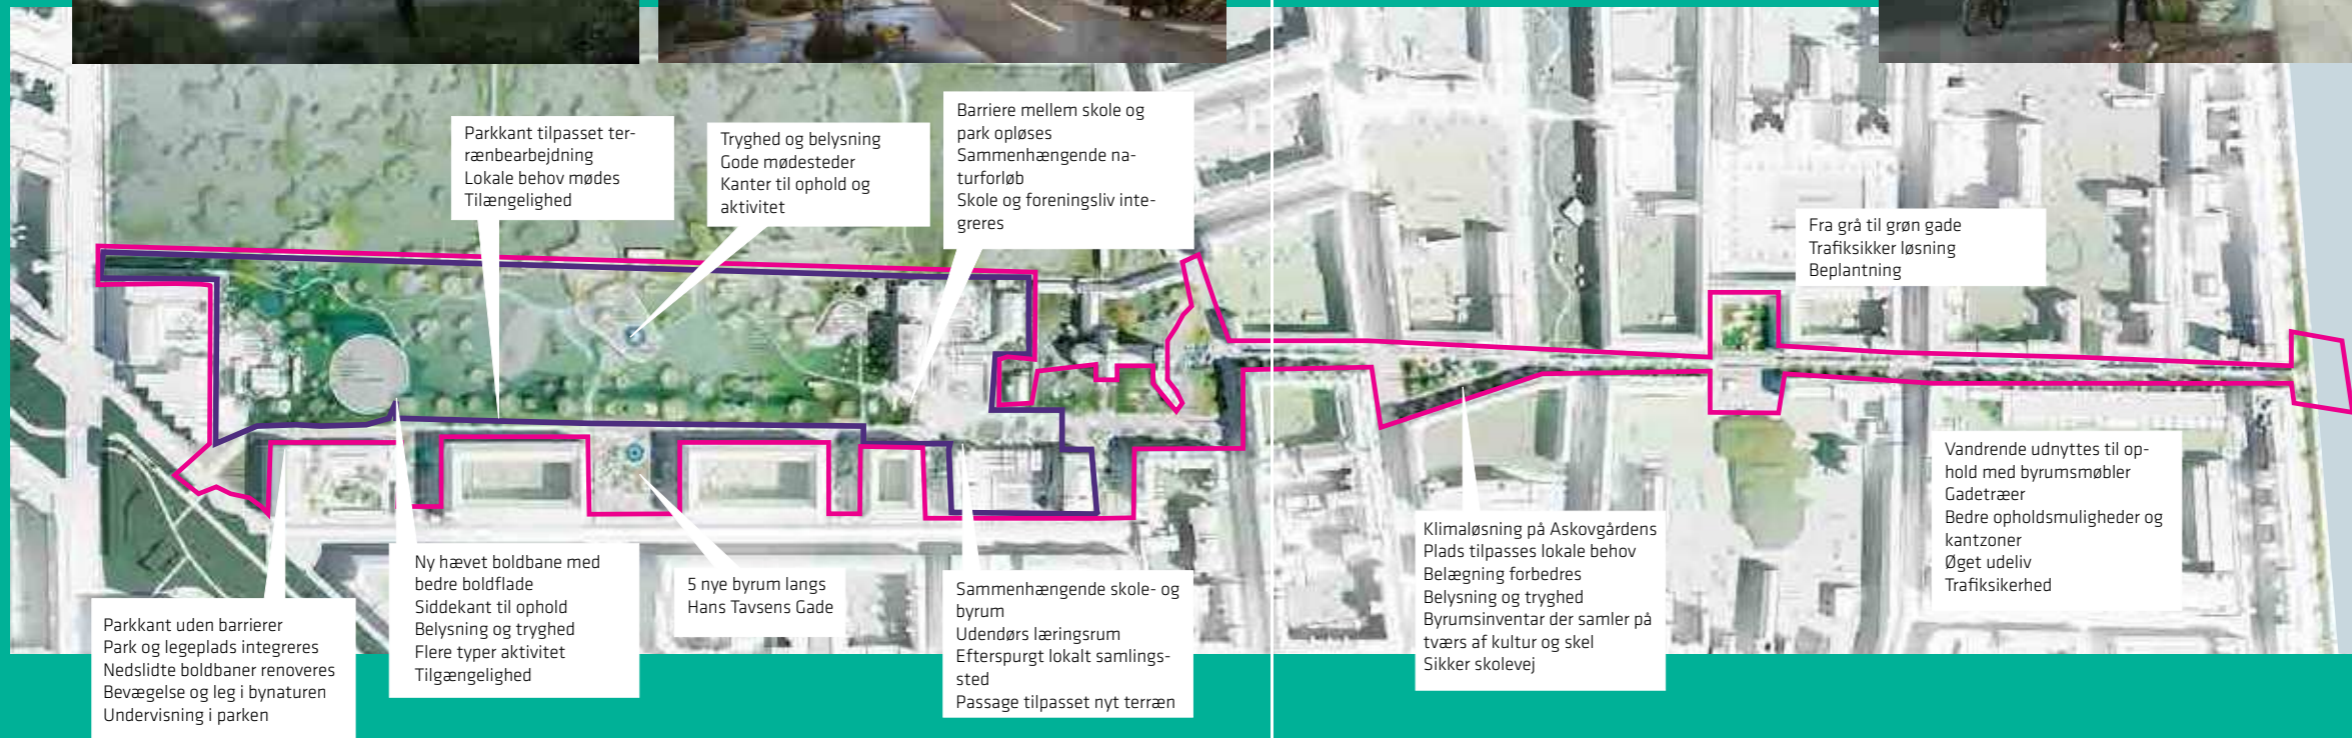 Parkkant tilpasset ter-
rænbearbejdning
Lokale behov mødes
Tilængelighed
Tryghed og belysning
Gode mødesteder
Kanter til ophold og
aktivitet
Barriere mellem skole og
park opløses
Sammenhængende na-
turforløb
Skole og foreningsliv inte-
greres
Fra grå til grøn gade
Trafiksikker løsning
Beplantning
Parkkant uden barrierer
Park og legeplads integreres
Nedslidte boldbaner renoveres
Bevægelse og leg i bynaturen
Undervisning i parken
Ny hævet boldbane med
bedre boldflade
Siddekant til ophold
Belysning og tryghed
Flere typer aktivitet
Tilgængelighed
5 nye byrum langs
Hans Tavsens Gade
Sammenhængende skole- og
byrum
Udendørs læringsrum
Efterspurgt lokalt samlings-
sted
Passage tilpasset nyt terræn
Klimaløsning på Askovgårdens
Plads tilpasses lokale behov
Belægning forbedres
Belysning og tryghed
Byrumsinventar der samler på
tværs af kultur og skel
Sikker skolevej
Vandrende udnyttes til op-
hold med byrumsmøbler
Gadetræer
Bedre opholdsmuligheder og
kantzoner
Øget udeliv
Trafiksikerhed